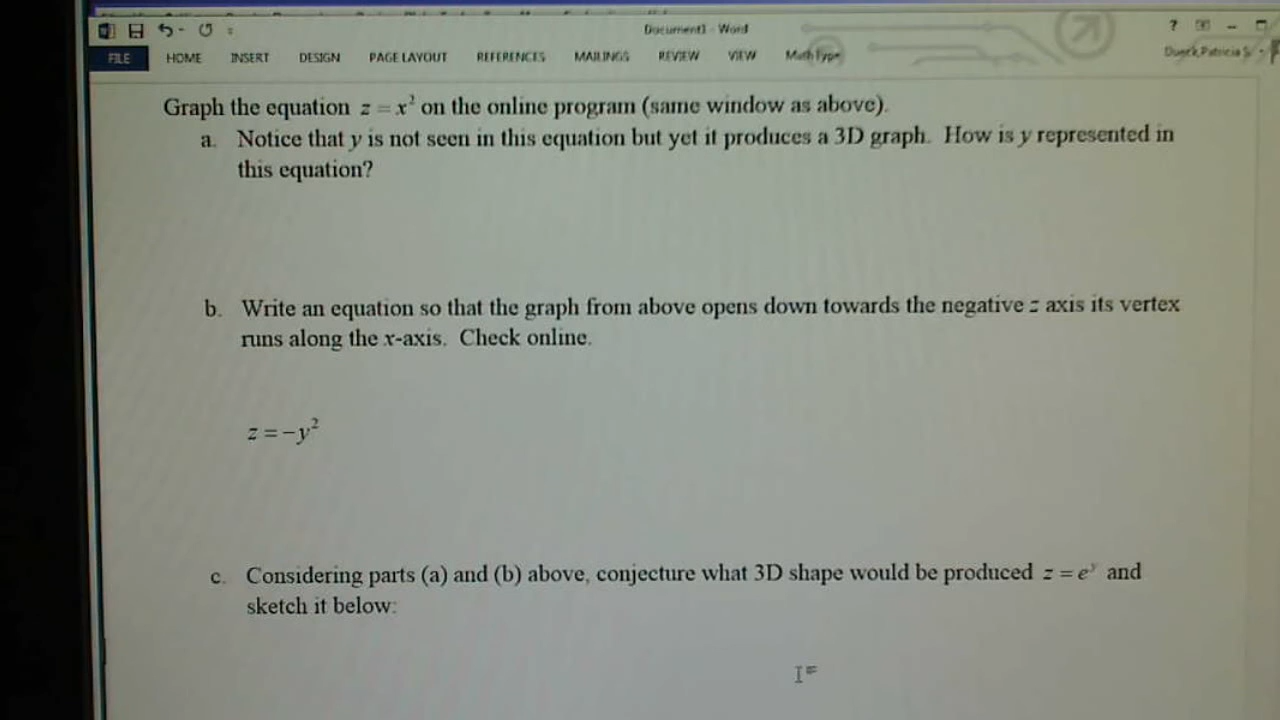 Document1 - Word
?
FILE HOME INSERT DESIGN PAGE LAYOUT REFERENCES MAILINGS REVIEW VIEW MathType
Dueck, Patricia S
Graph the equation z = x² on the online program (same window as above).
a. Notice that y is not seen in this equation but yet it produces a 3D graph. How is y represented in
this equation?
b. Write an equation so that the graph from above opens down towards the negative z axis its vertex
runs along the x-axis. Check online.
z = −y²
c. Considering parts (a) and (b) above, conjecture what 3D shape would be produced z = eʸ and
sketch it below: